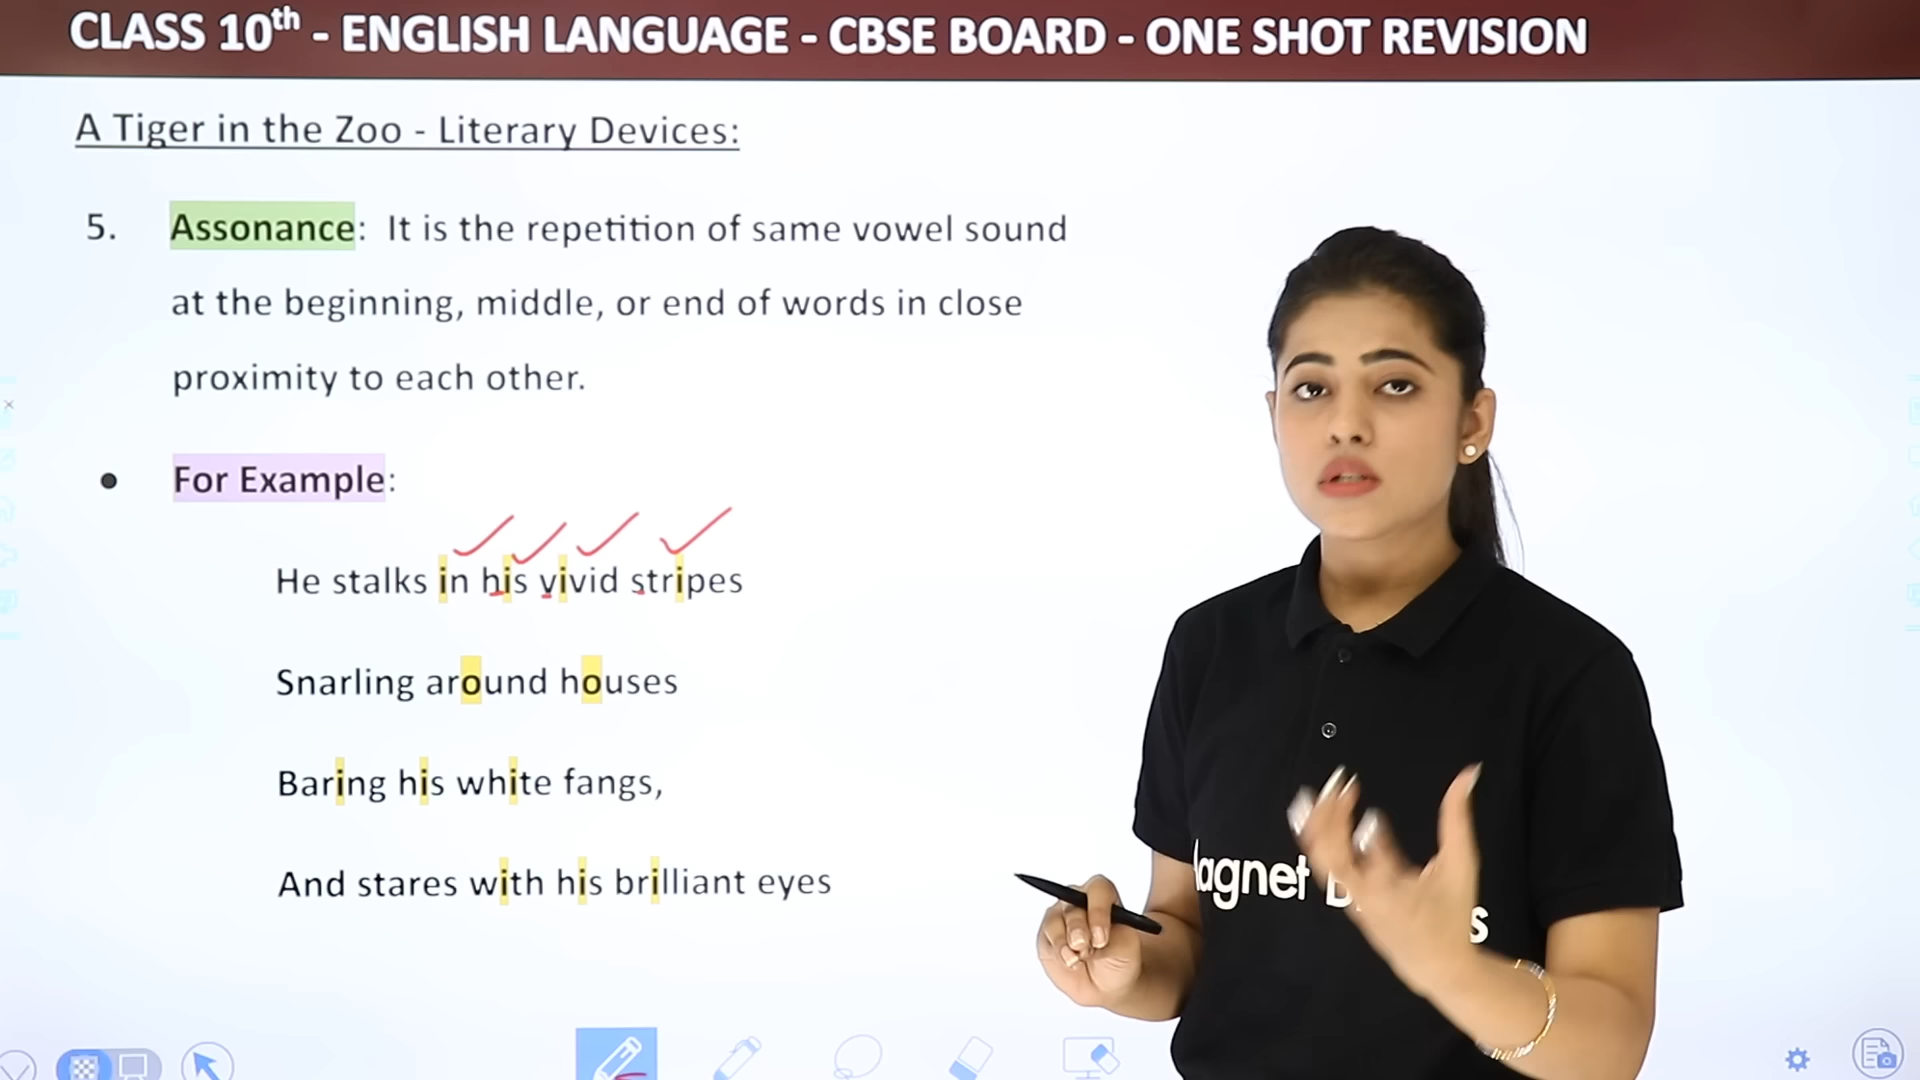 CLASS 10th - ENGLISH LANGUAGE - CBSE BOARD - ONE SHOT REVISION
A Tiger in the Zoo - Literary Devices:
5. Assonance: It is the repetition of same vowel sound
at the beginning, middle, or end of words in close
proximity to each other.
• For Example:
He stalks in his vivid stripes
Snarling around houses
Baring his white fangs,
And stares with his brilliant eyes
agnet
s